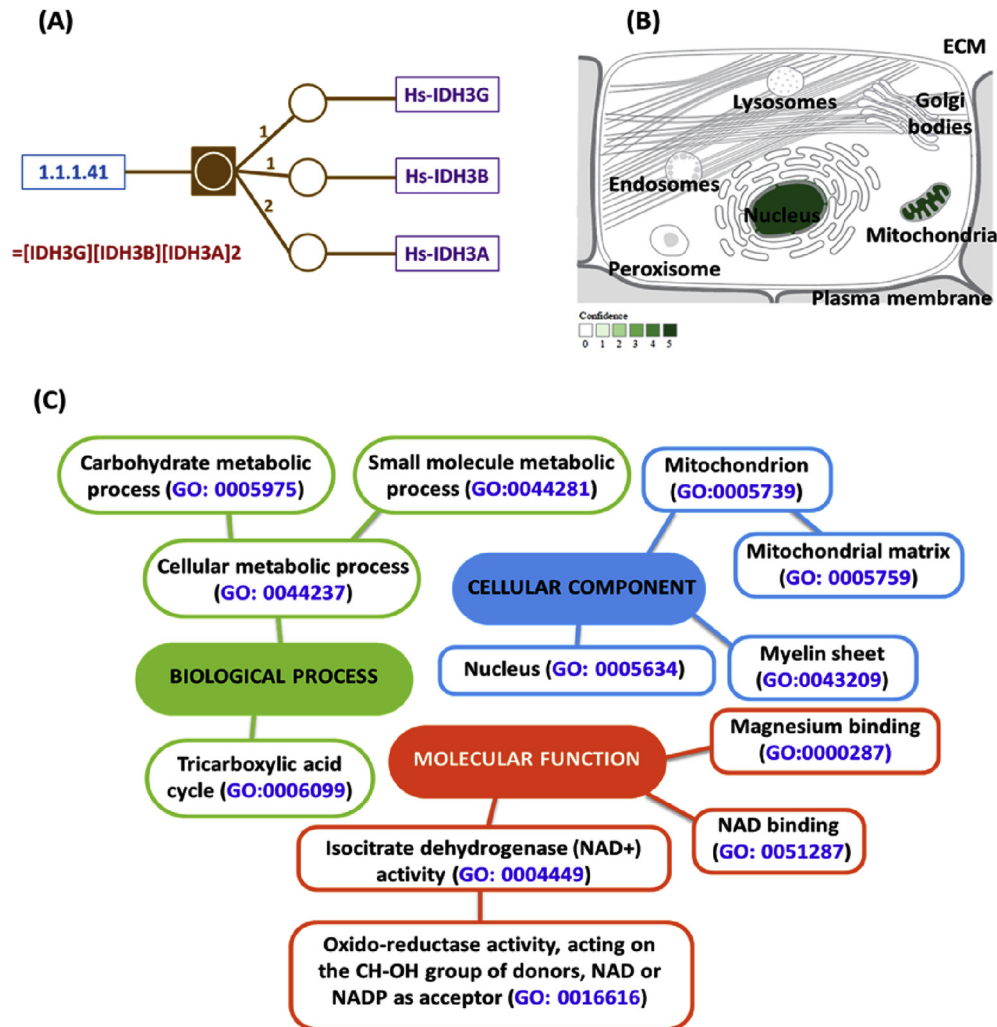 (A)
Hs-IDH3G
1
1.1.1.41
1
Hs-IDH3B
2
=[IDH3G][IDH3B][IDH3A]2
Hs-IDH3A
(B)
ECM
Lysosomes
Golgi
bodies
Endosomes
Nucleus
Mitochondria
Peroxisome
Plasma membrane
Confidence
0 1 2 3 4 5
(C)
Carbohydrate metabolic
process (GO: 0005975)
Small molecule metabolic
process (GO:0044281)
Cellular metabolic process
(GO: 0044237)
BIOLOGICAL PROCESS
Tricarboxylic acid
cycle (GO:0006099)
Mitochondrion
(GO:0005739)
Mitochondrial matrix
(GO: 0005759)
CELLULAR COMPONENT
Nucleus (GO: 0005634)
Myelin sheet
(GO:0043209)
MOLECULAR FUNCTION
Magnesium binding
(GO:0000287)
NAD binding
(GO: 0051287)
Isocitrate dehydrogenase (NAD+)
activity (GO: 0004449)
Oxido-reductase activity, acting on
the CH-OH group of donors, NAD or
NADP as acceptor (GO: 0016616)